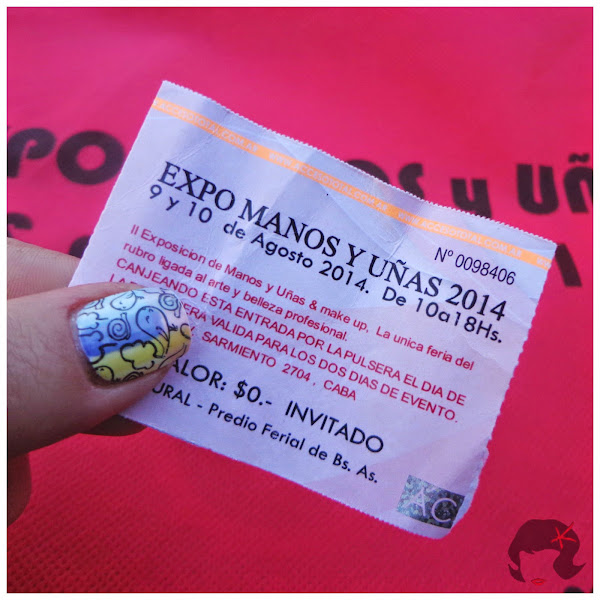 EXPO MANOS Y UÑAS 2014
Nº 0098406
9 y 10 de Agosto 2014. De 10a18Hs.
II Exposicion de Manos y Uñas & make up. La unica feria del
rubro ligada al arte y belleza profesional.
CANJEANDO ESTA ENTRADA POR LA PULSERA EL DIA DE
VALIDA PARA LOS DOS DIAS DE EVENTO.
SARMIENTO 2704, CABA
VALOR: $0.- INVITADO
Predio Ferial de Bs. As.
AC